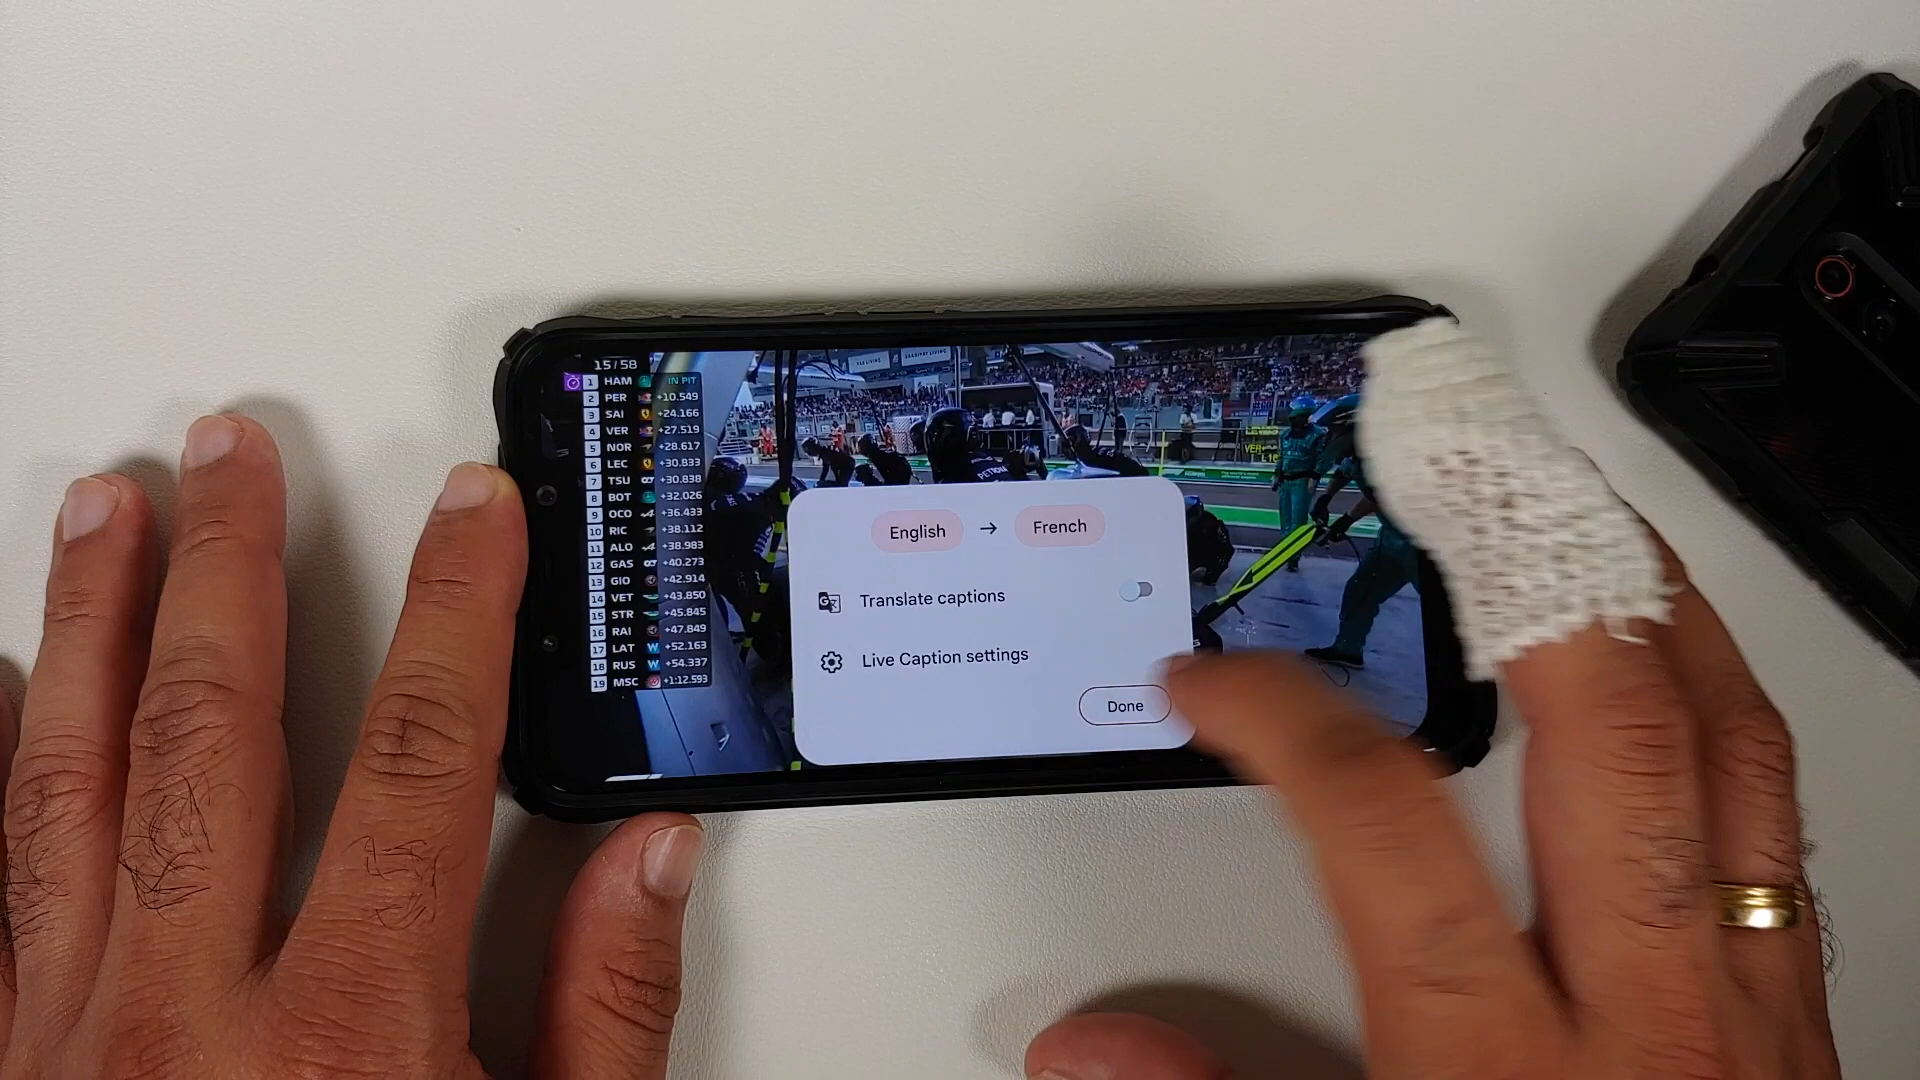 15/58
1 HAM IN PIT
2 PER +10.549
3 SAI +24.166
4 VER +27.519
5 NOR +28.617
6 LEC +30.833
7 TSU +30.838
8 BOT +32.026
9 OCO +36.433
10 RIC +38.112
11 ALO +38.983
12 GAS +40.273
13 GIO +42.914
14 VET +43.850
15 STR +45.845
16 RAI +47.849
17 LAT W +52.163
18 RUS W +54.337
19 MSC +1:12.593
PETRONAS
VER
L16
English → French
Translate captions
Live Caption settings
Done